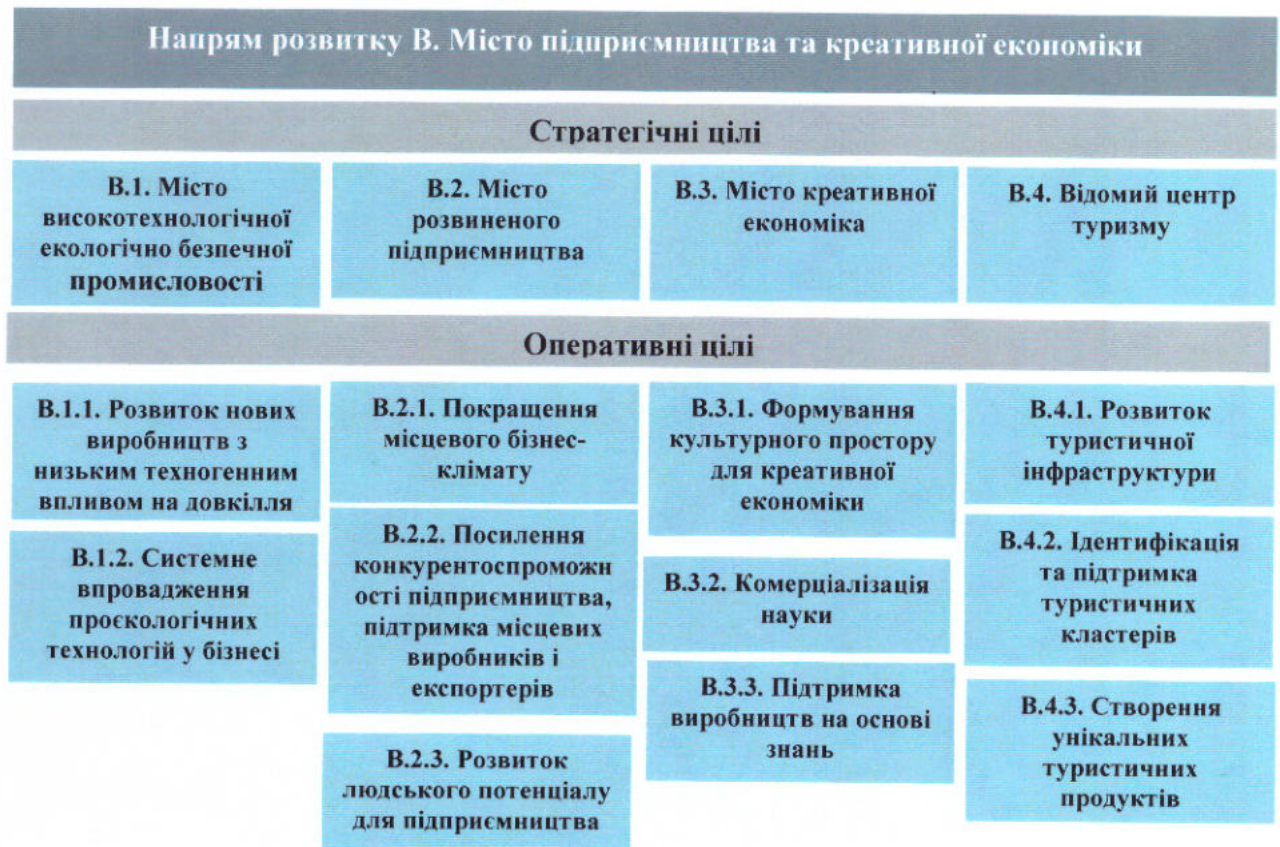 Напрям розвитку В. Місто підприємництва та креативної економіки
Стратегічні цілі
В.1. Місто
високотехнологічної
екологічно безпечної
промисловості
В.2. Місто
розвиненого
підприємництва
В.3. Місто креативної
економіка
В.4. Відомий центр
туризму
Оперативні цілі
В.1.1. Розвиток нових
виробництв з
низьким техногенним
впливом на довкілля
В.1.2. Системне
впровадження
проєкологічних
технологій у бізнесі
В.2.1. Покращення
місцевого бізнес-
клімату
В.2.2. Посилення
конкурентоспроможн
ості підприємництва,
підтримка місцевих
виробників і
експортерів
В.2.3. Розвиток
людського потенціалу
для підприємництва
В.3.1. Формування
культурного простору
для креативної
економіки
В.3.2. Комерціалізація
науки
В.3.3. Підтримка
виробництв на основі
знань
В.4.1. Розвиток
туристичної
інфраструктури
В.4.2. Ідентифікація
та підтримка
туристичних
кластерів
В.4.3. Створення
унікальних
туристичних
продуктів